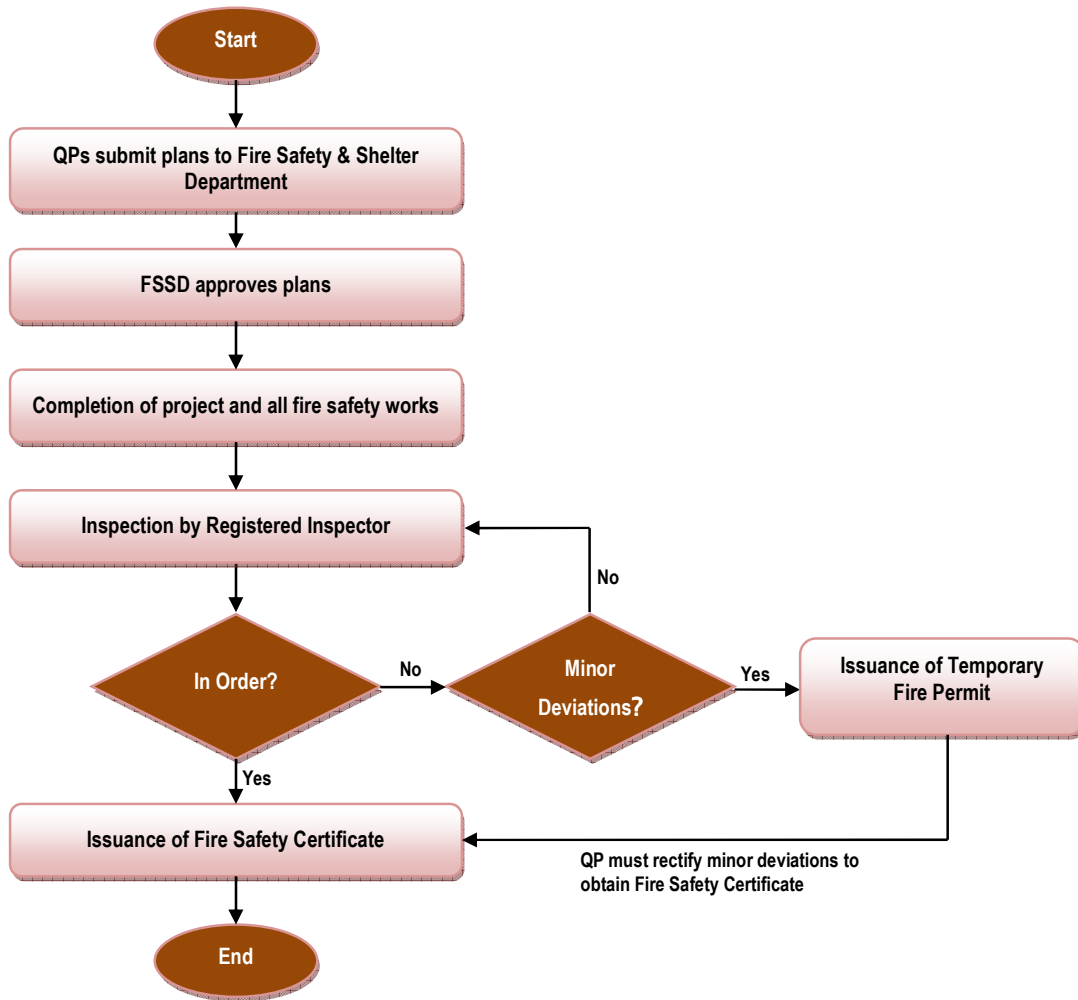 Start
QPs submit plans to Fire Safety & Shelter
Department
FSSD approves plans
Completion of project and all fire safety works
Inspection by Registered Inspector
No
In Order?
No
Minor
Deviations?
Yes
Issuance of Temporary
Fire Permit
Yes
Issuance of Fire Safety Certificate
QP must rectify minor deviations to
obtain Fire Safety Certificate
End